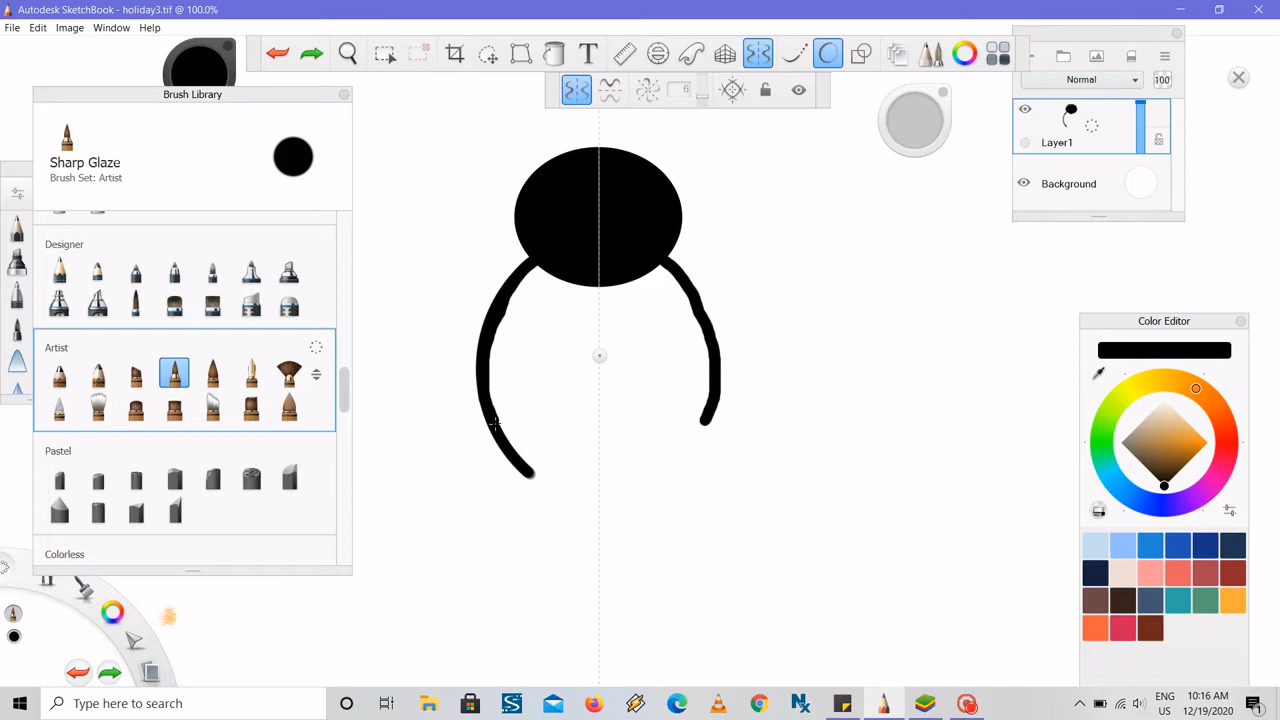 Autodesk SketchBook - holiday3.tif @ 100.0%
File Edit Image Window Help
T
6
Brush Library
Sharp Glaze
Brush Set: Artist
Designer
Artist
Pastel
Colorless
Normal
100
Layer1
Background
Color Editor
Type here to search
ENG
US
10:16 AM
12/19/2020
1